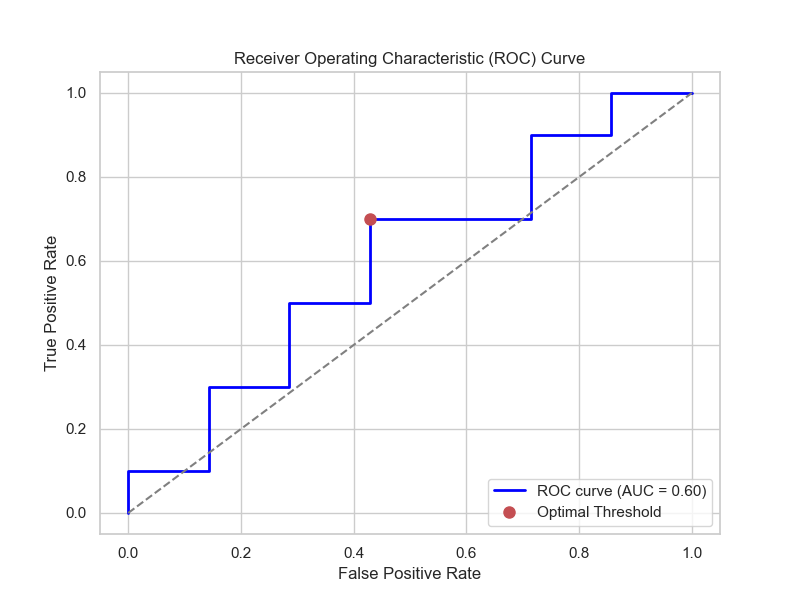 Receiver Operating Characteristic (ROC) Curve
True Positive Rate
1.0
0.8
0.6
0.4
0.2
0.0
ROC curve (AUC = 0.60)
Optimal Threshold
0.0 0.2 0.4 0.6 0.8 1.0
False Positive Rate